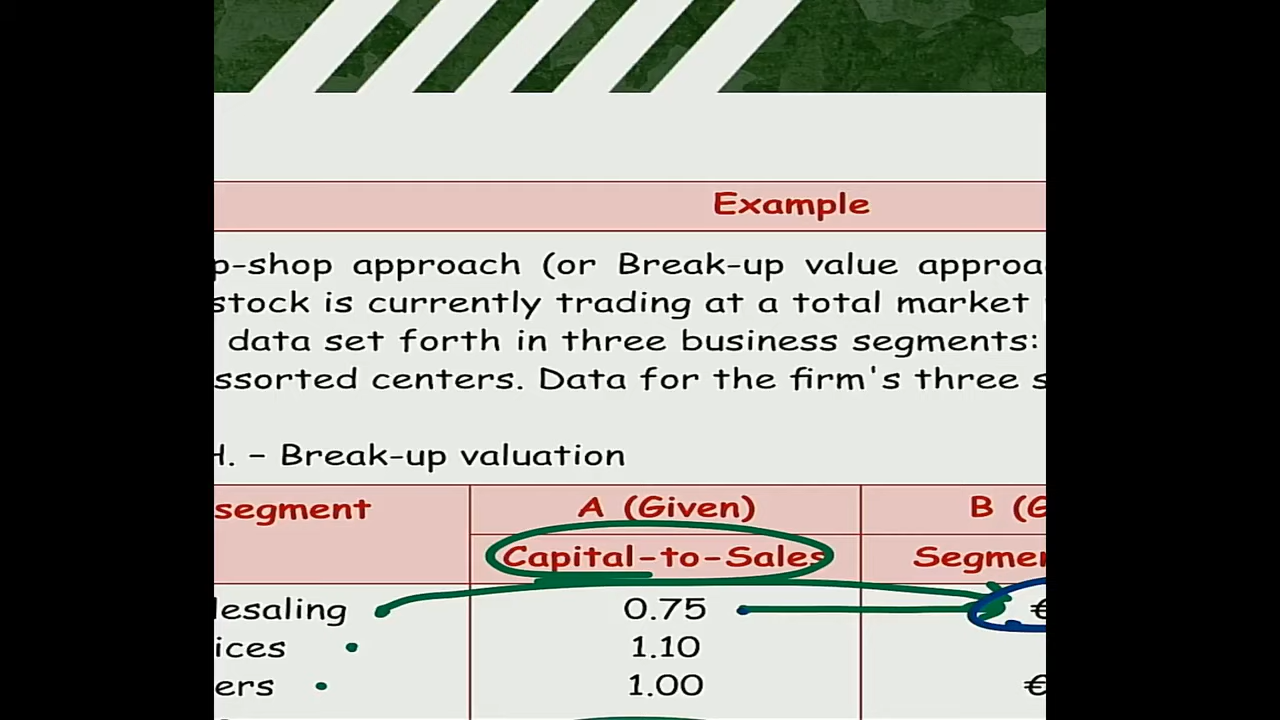 Example
p-shop approach (or Break-up value approa
stock is currently trading at a total market
data set forth in three business segments:
ssorted centers. Data for the firm's three s
H. – Break-up valuation
segment A (Given) B (G
Capital-to-Sales Segmen
lesaling 0.75 €
ices 1.10
ers 1.00 €